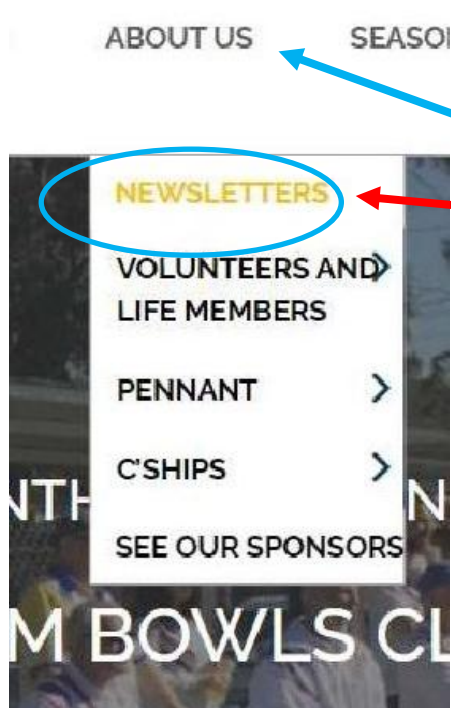 ABOUT US
NEWSLETTERS
VOLUNTEERS AND
LIFE MEMBERS
PENNANT
C'SHIPS
SEE OUR SPONSORS
BOWLS